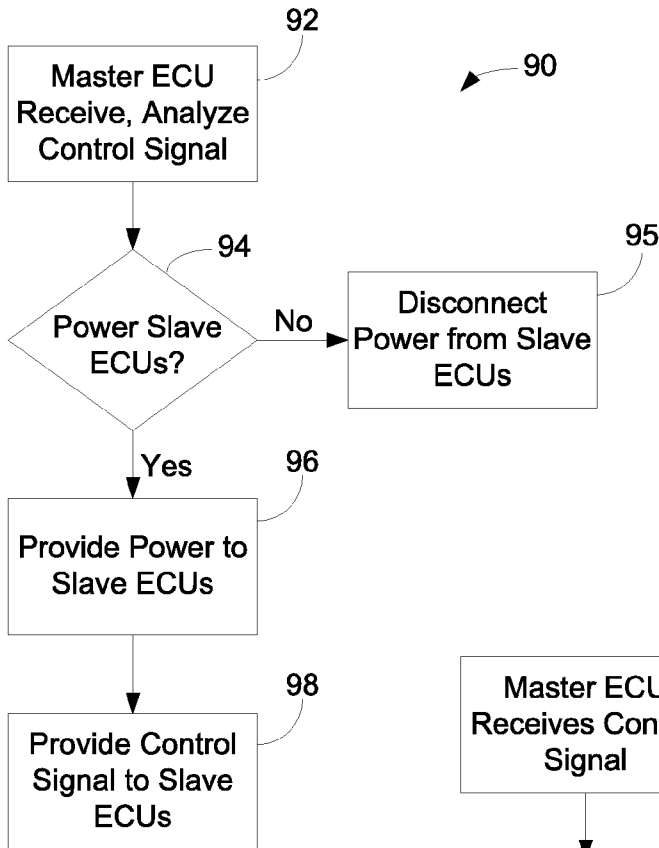 92
Master ECU
Receive, Analyze
Control Signal
90
94
Power Slave
ECUs?
No
95
Disconnect
Power from Slave
ECUs
Yes
96
Provide Power to
Slave ECUs
98
Provide Control
Signal to Slave
ECUs
Master
Receives
Signal